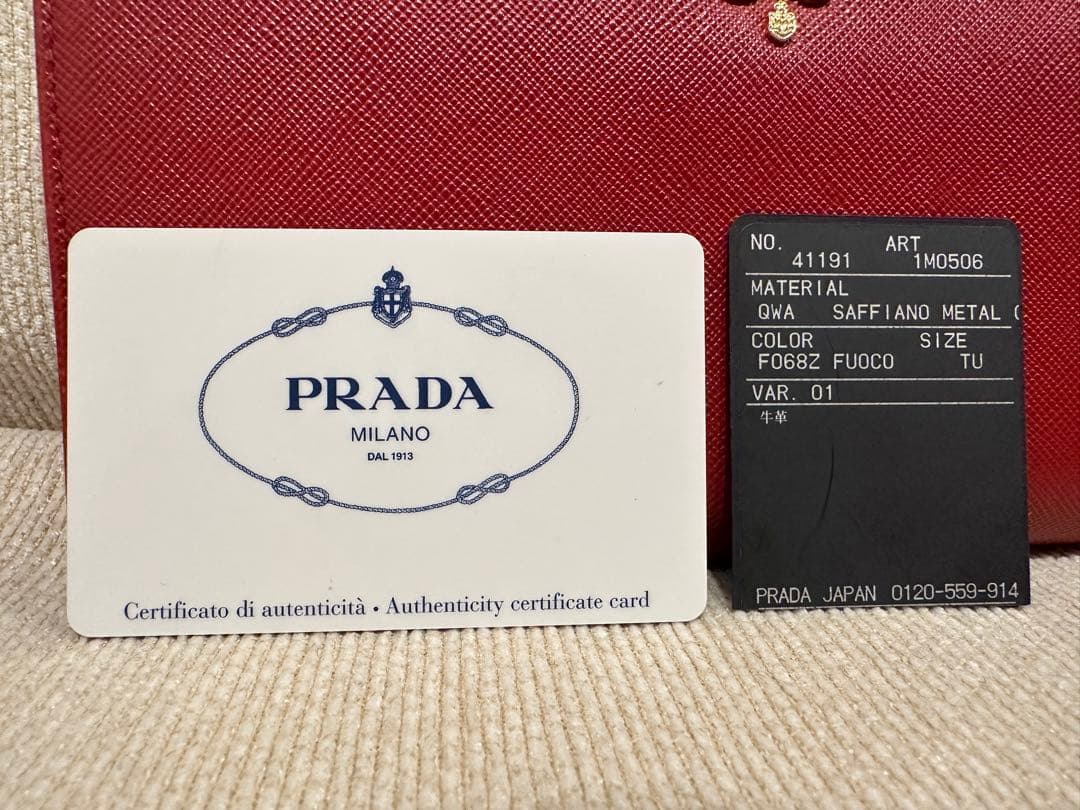 PRADA
MILANO
DAL 1913
Certificato di autenticità • Authenticity certificate card
NO. ART
41191 1M0506
MATERIAL
QWA SAFFIANO METAL
COLOR SIZE
F068Z FUOCO TU
VAR. 01
牛革
PRADA JAPAN 0120-559-914